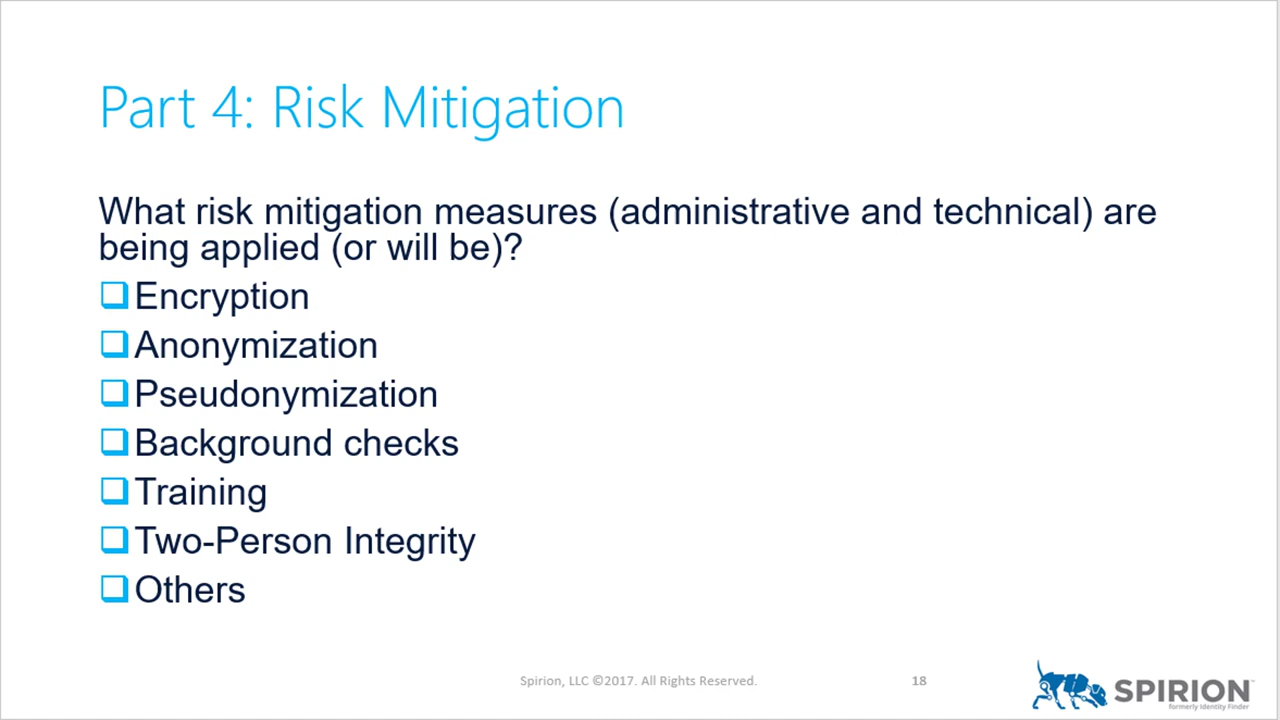 Part 4: Risk Mitigation
What risk mitigation measures (administrative and technical) are
being applied (or will be)?
Encryption
Anonymization
Pseudonymization
Background checks
Training
Two-Person Integrity
Others
Spirion, LLC ©2017. All Rights Reserved.
18
SPIRION™
formerly Identity Finder